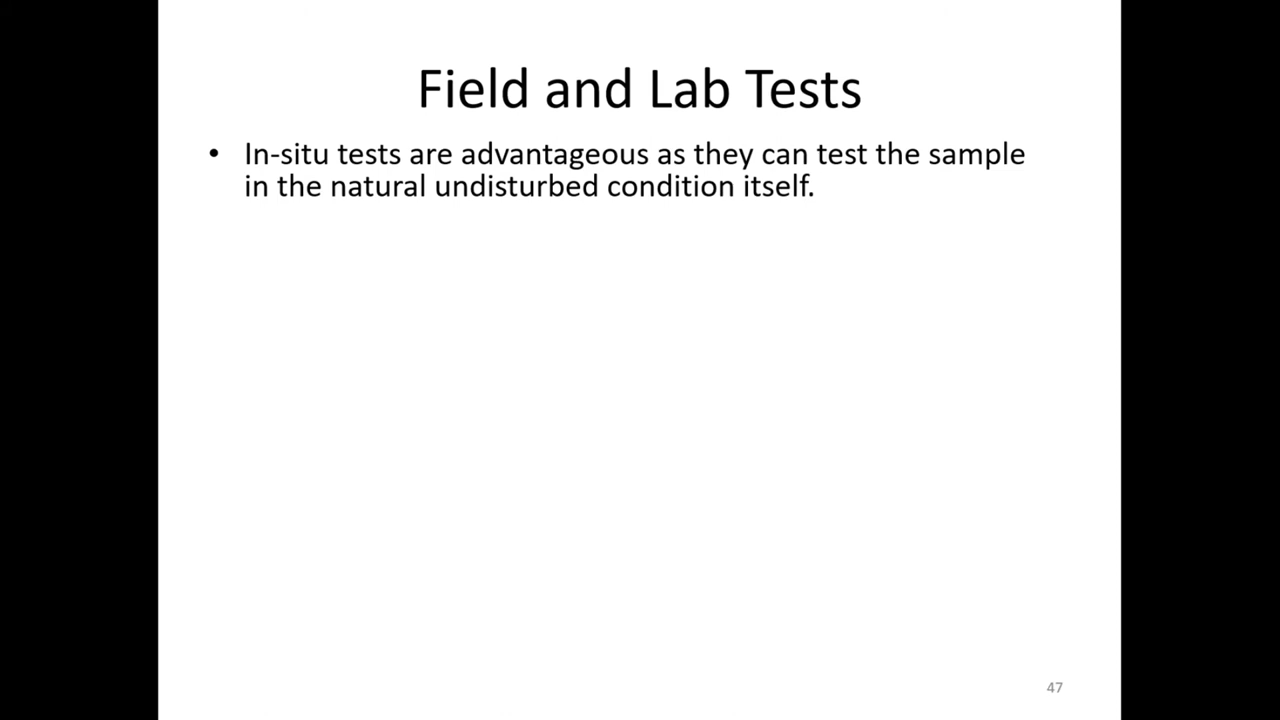 Field and Lab Tests
• In-situ tests are advantageous as they can test the sample
in the natural undisturbed condition itself.
47